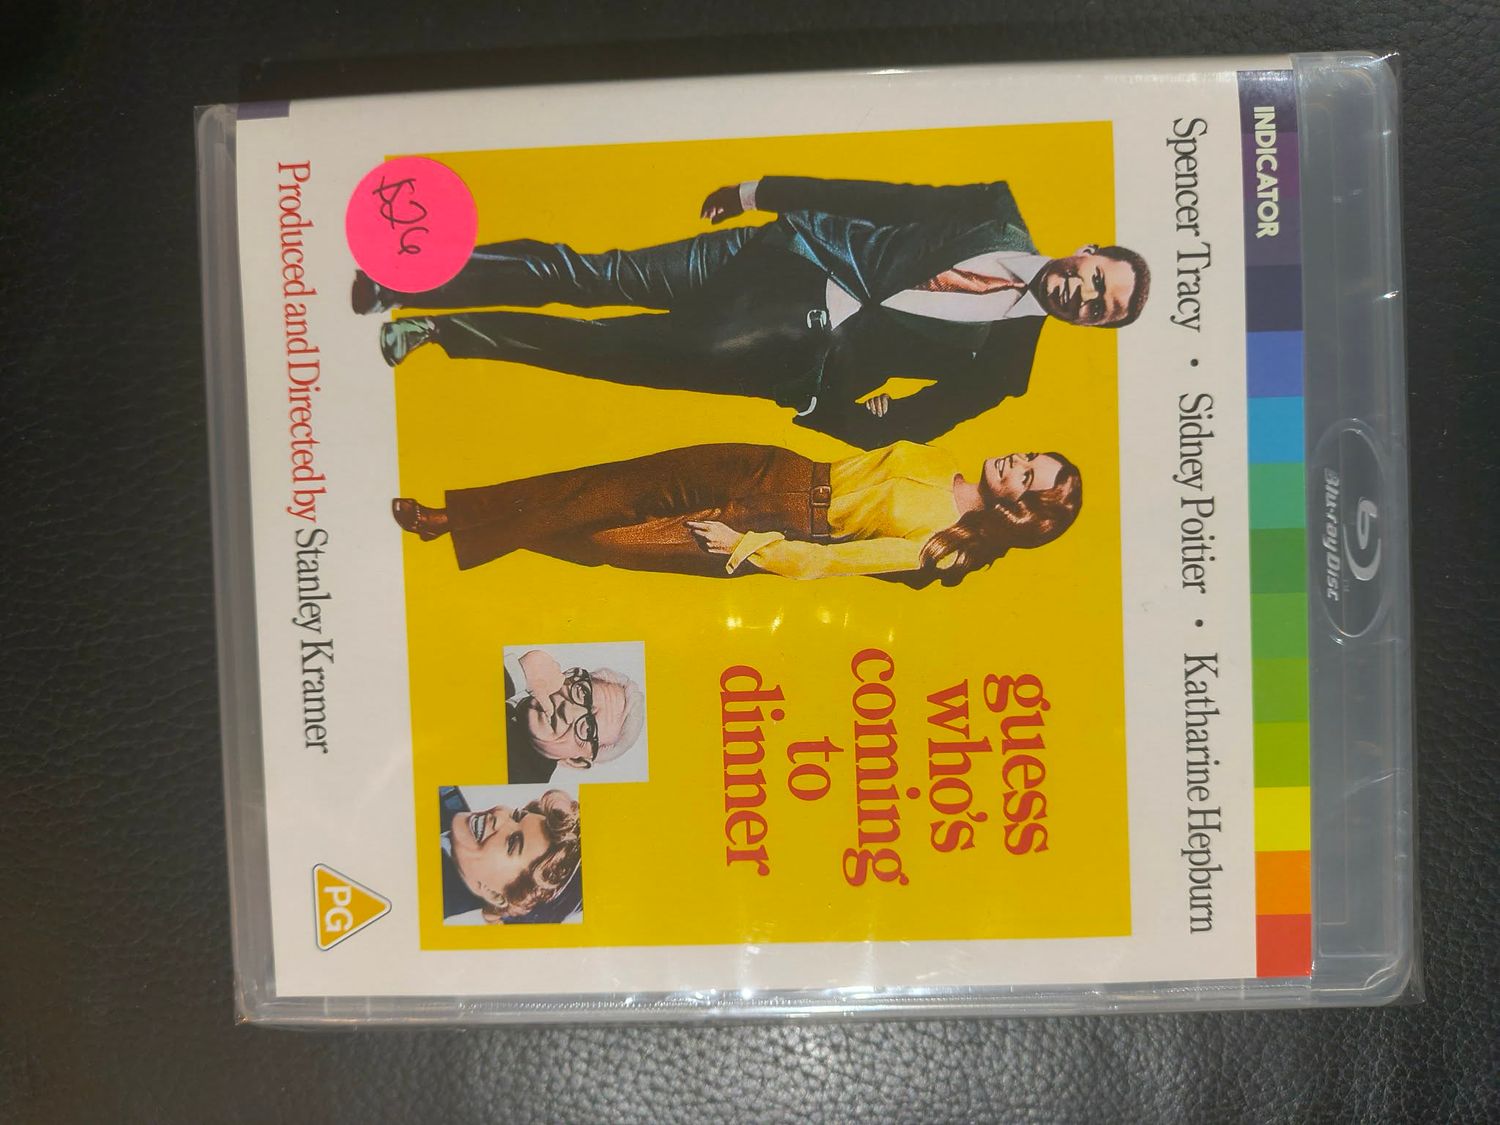 INDICATOR
Blu-ray Disc
Spencer Tracy • Sidney Poitier • Katharine Hepburn
guess
who's
coming
to
dinner
$26
Produced and Directed by Stanley Kramer
PG